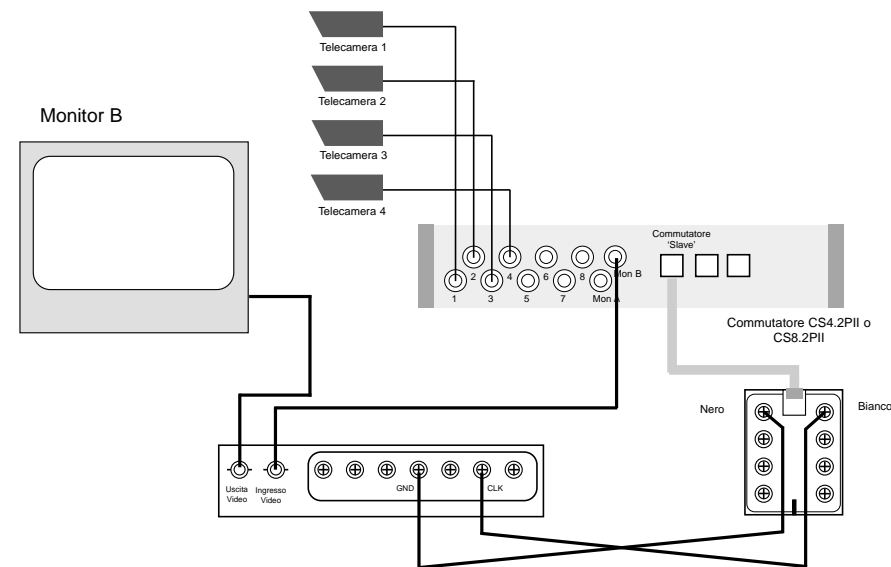 Telecamera 1
Telecamera 2
Monitor B
Telecamera 3
Telecamera 4
Commutatore
'Slave'
2
4
6
8
Mon B
1
3
5
7
Mon A
Commutatore CS4.2PII o
CS8.2PII
Nero
Bianco
Uscita
Video
Ingresso
Video
GND
CLK